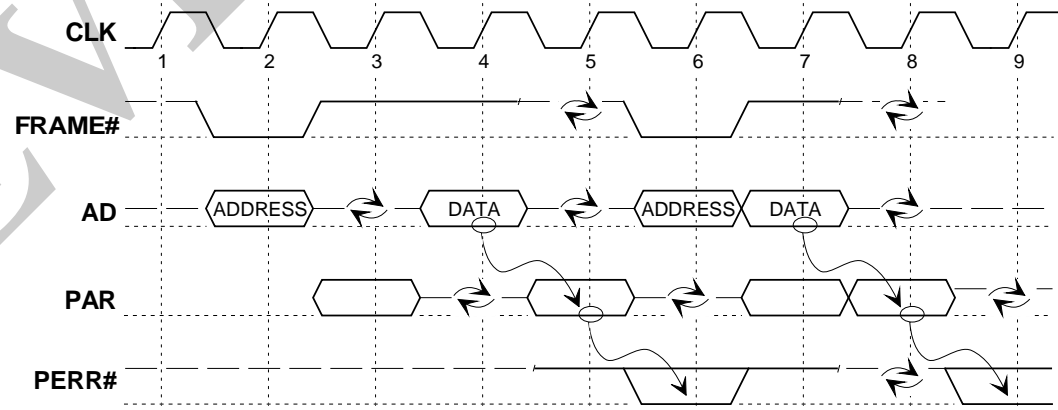 CLK
1 2 3 4 5 6 7 8 9
FRAME#
AD ADDRESS DATA ADDRESS DATA
PAR
PERR#